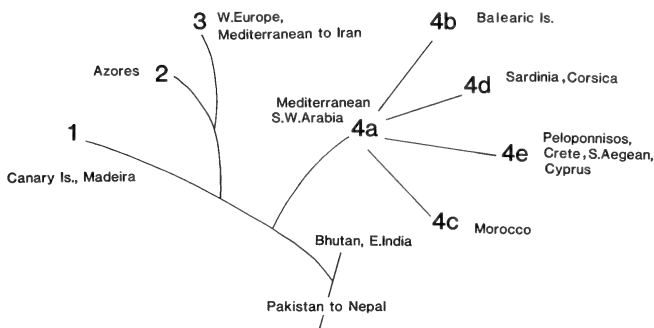 3 W.Europe,
Mediterranean to Iran
4b Balearic Is.
Azores 2
4d Sardinia, Corsica
Mediterranean
S.W.Arabia
4a
1
Canary Is., Madeira
4e Peloponnisos,
Crete, S.Aegean,
Cyprus
4c Morocco
Bhutan, E.India
Pakistan to Nepal